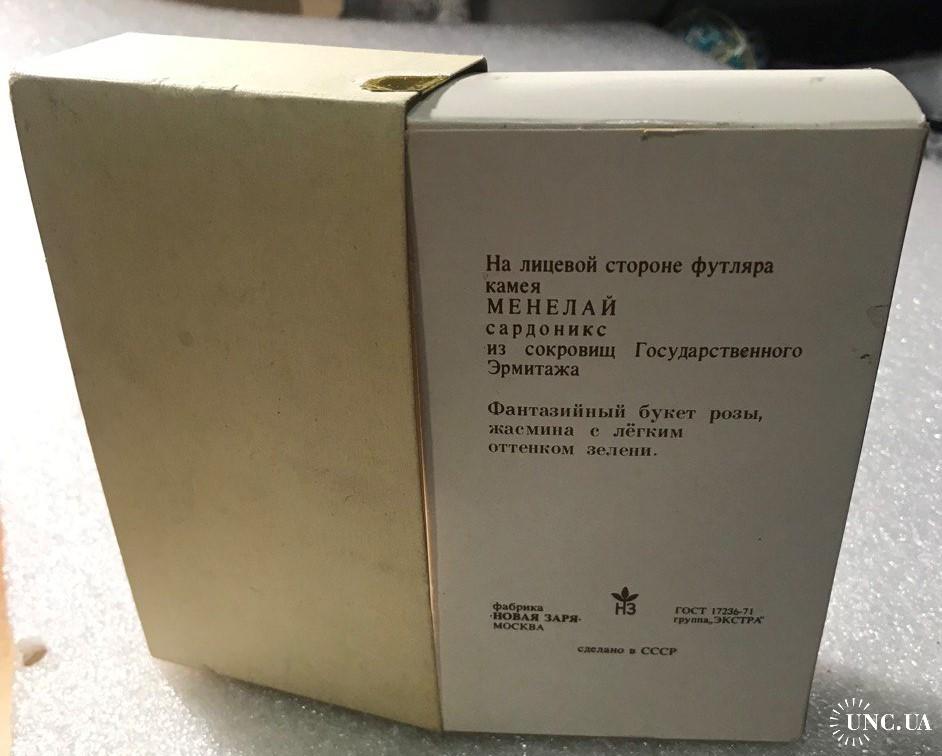 На лицевой стороне футляра
камея
МЕНЕЛАЙ
сардоникс
из сокровищ Государственного
Эрмитажа
Фантазийный букет розы,
жасмина с лёгким
оттенком зелени.
фабрика
·НОВАЯ ЗАРЯ·
МОСКВА
НЗ
ГОСТ 17236-71
группа„ЭКСТРА"
сделано в СССР
UNC.UA